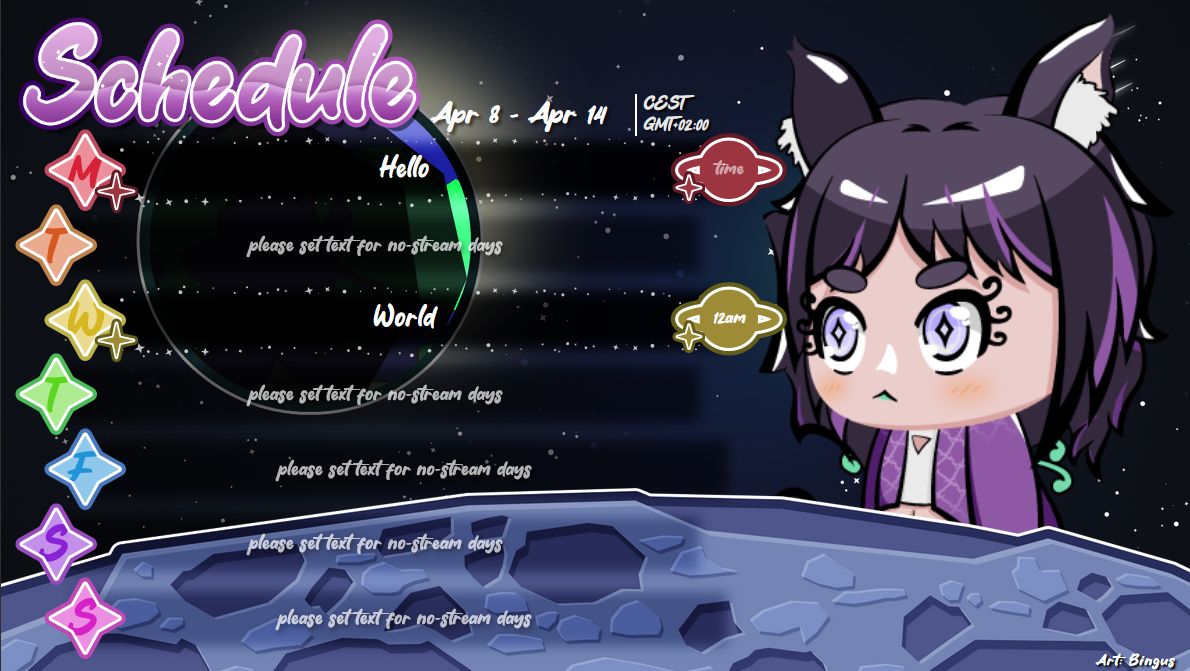 Schedule
Apr 8 - Apr 14
CEST
GMT+02:00
M
Hello
time
T
please set text for no-stream days
W
World
12am
T
please set text for no-stream days
F
please set text for no-stream days
S
please set text for no-stream days
S
please set text for no-stream days
Art: Bingus